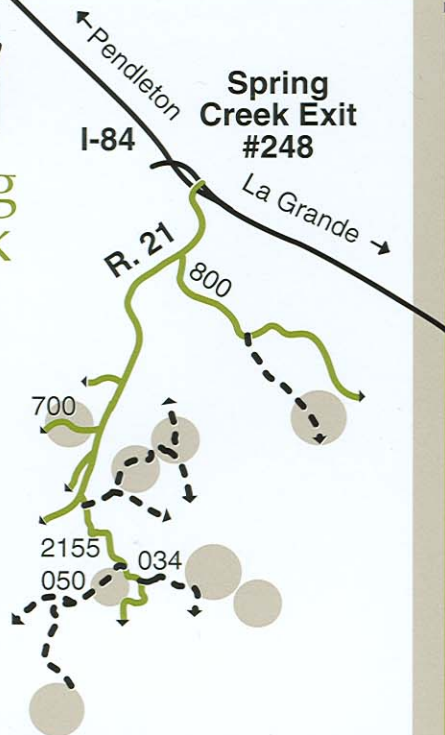 Pendleton
Spring
Creek Exit
#248
I-84
La Grande
R. 21
800
700
2155
034
050